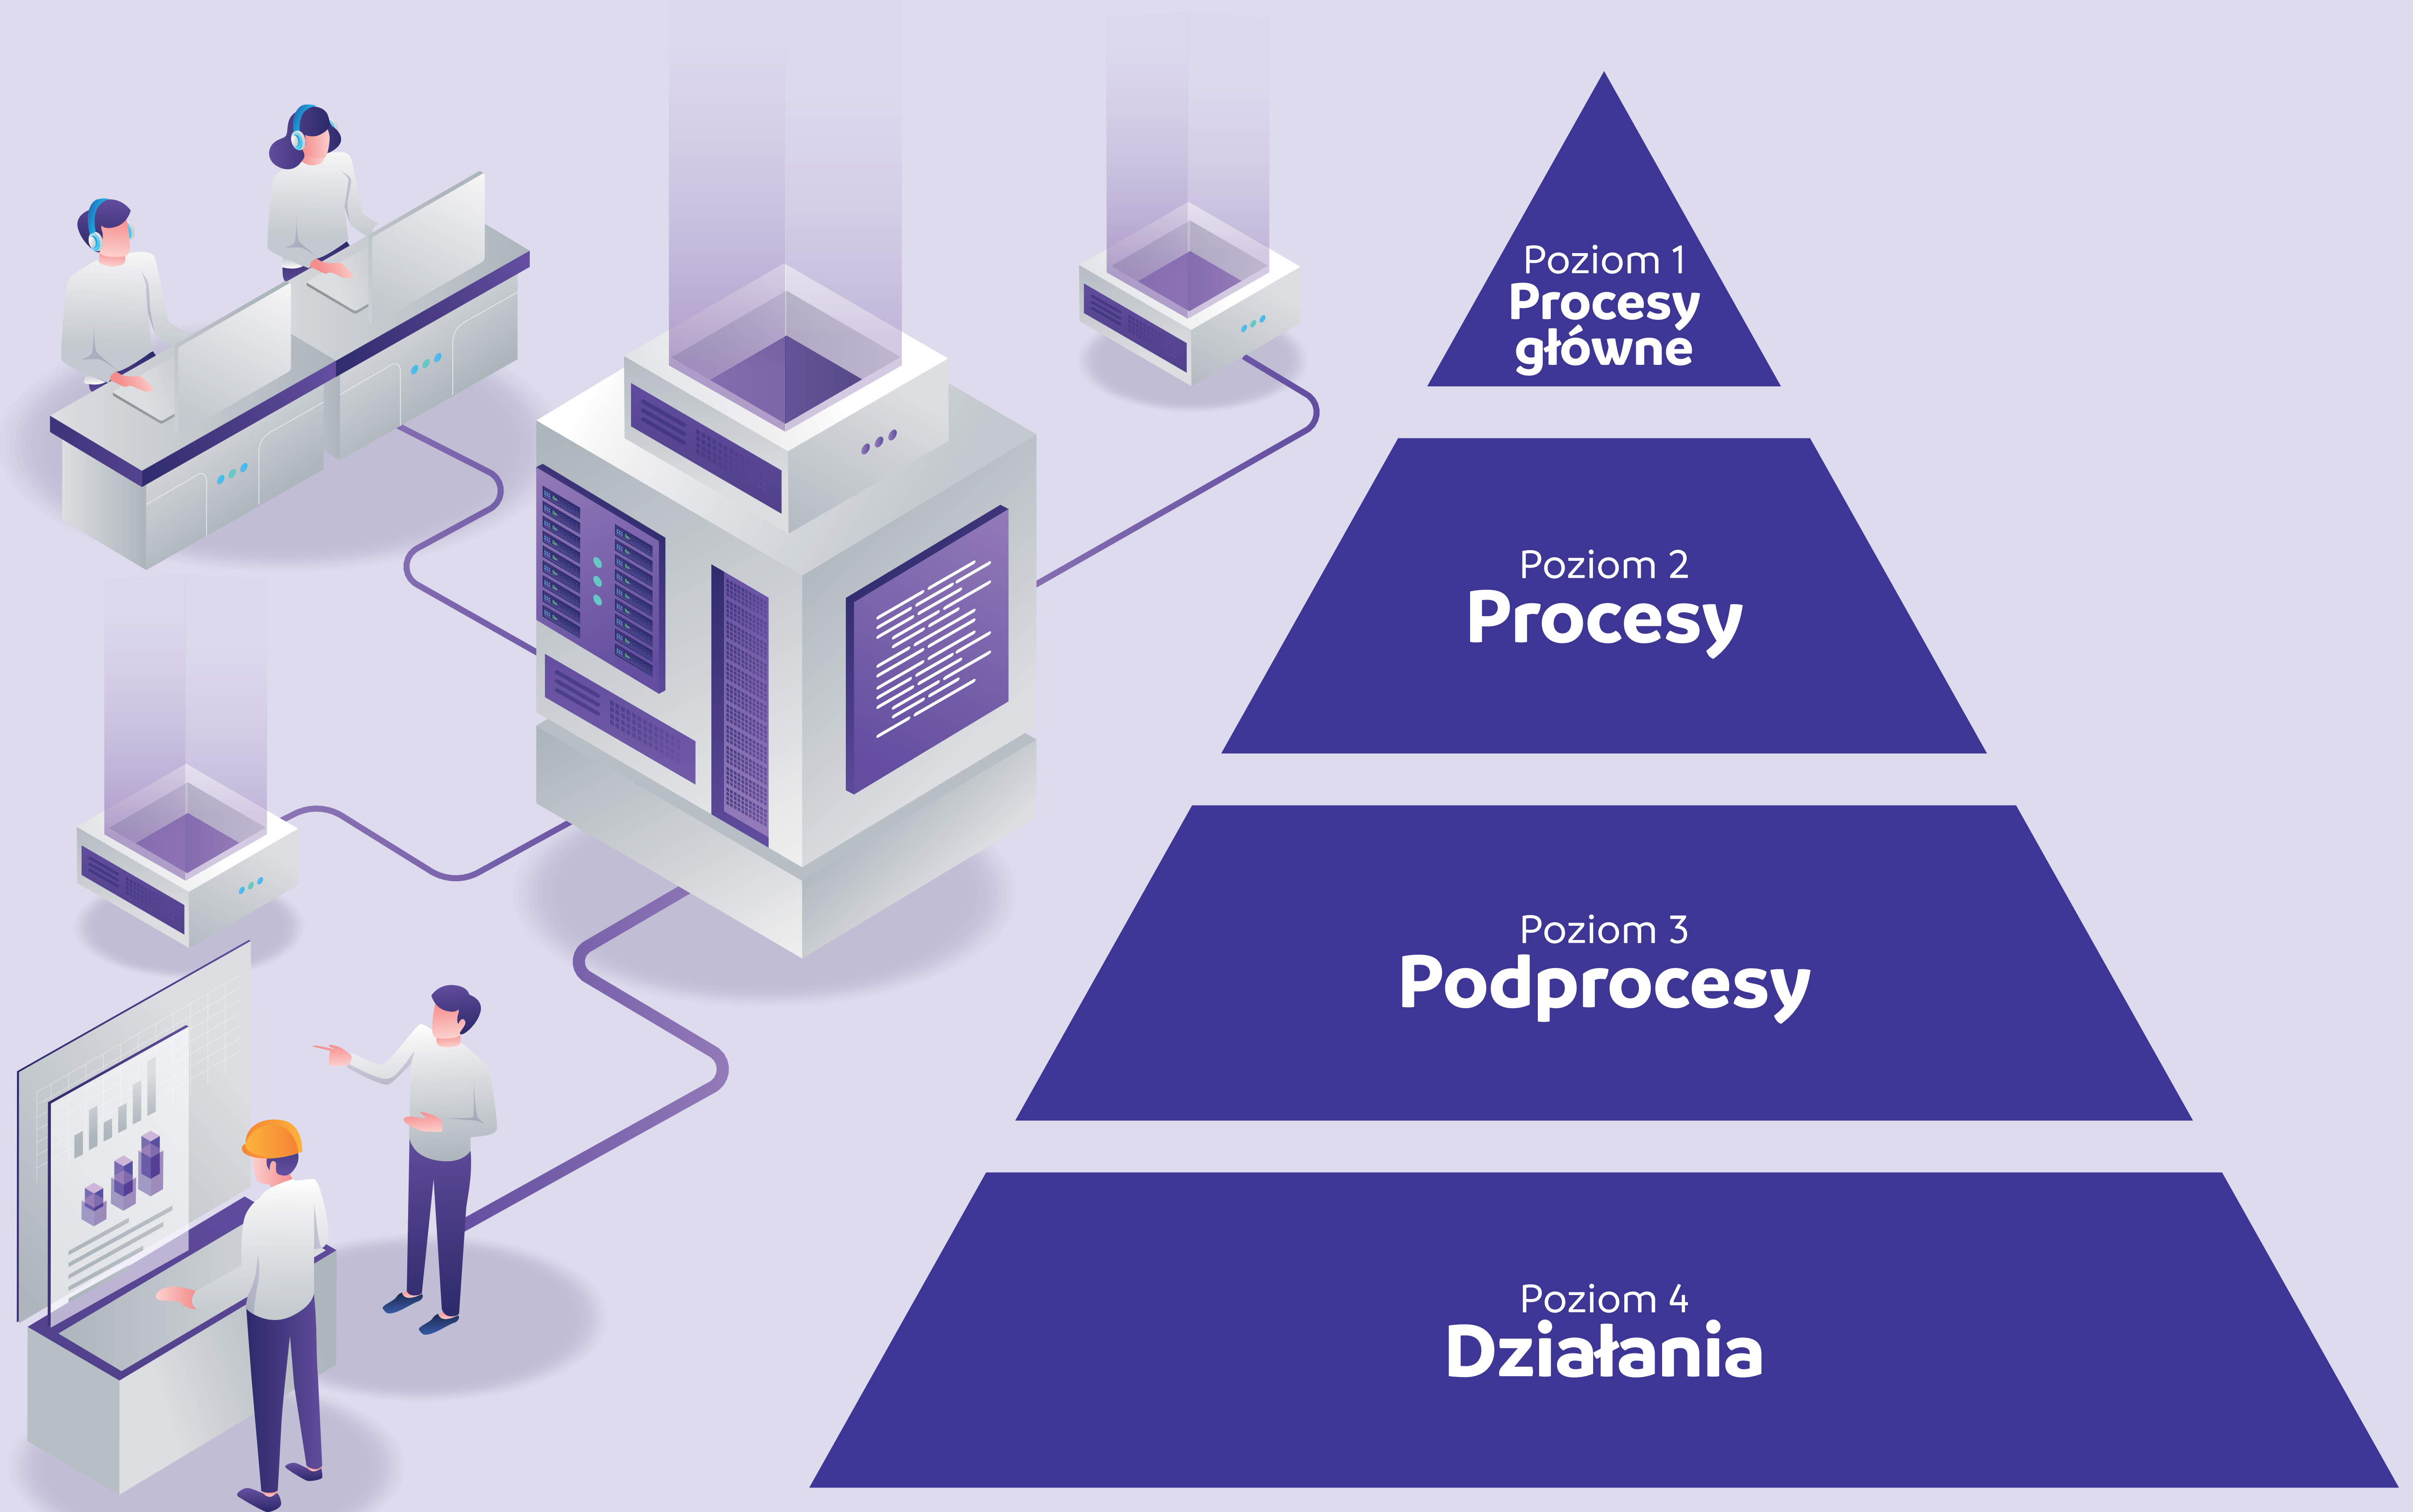 Poziom 1
Procesy
główne
Poziom 2
Procesy
Poziom 3
Podprocesy
Poziom 4
Działania